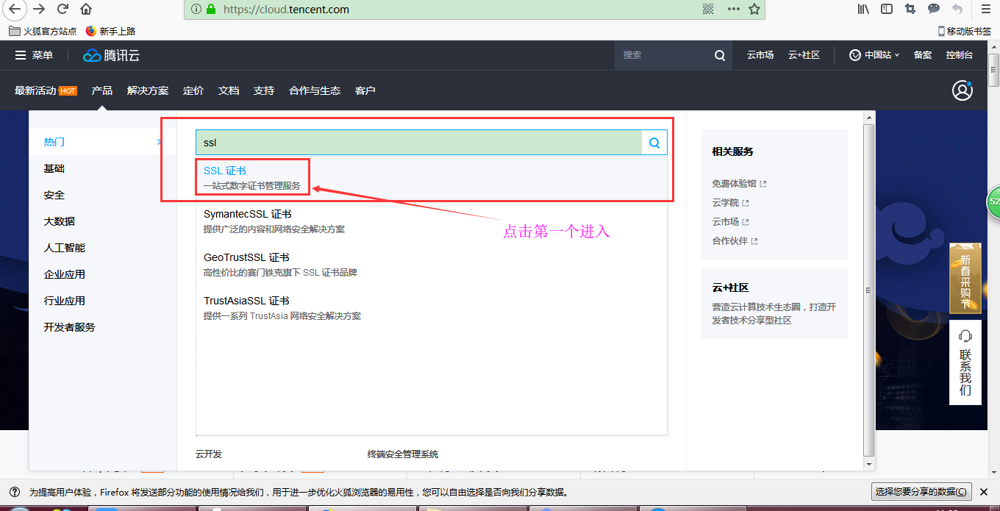 https://cloud.tencent.com
火狐官方站点
新手上路
移动版书签
菜单
腾讯云
搜索
云市场
云+社区
中国站
备案
控制台
最新活动 HOT
产品
解决方案
定价
文档
支持
合作与生态
客户
热门
基础
安全
大数据
人工智能
企业应用
行业应用
开发者服务
ssl
SSL 证书
一站式数字证书管理服务
SymantecSSL 证书
提供广泛的内容和网络安全解决方案
GeoTrustSSL 证书
高性价比的赛门铁克旗下 SSL 证书品牌
TrustAsiaSSL 证书
提供一系列 TrustAsia 网络安全解决方案
点击第一个进入
云开发
终端安全管理系统
相关服务
免费体验馆
云学院
云市场
合作伙伴
云+社区
营造云计算技术生态圈，打造开
发者技术分享型社区
52
新春采购节
联系我们
为提高用户体验，Firefox 将发送部分功能的使用情况给我们，用于进一步优化火狐浏览器的易用性，您可以自由选择是否向我们分享数据。
选择您要分享的数据(C)